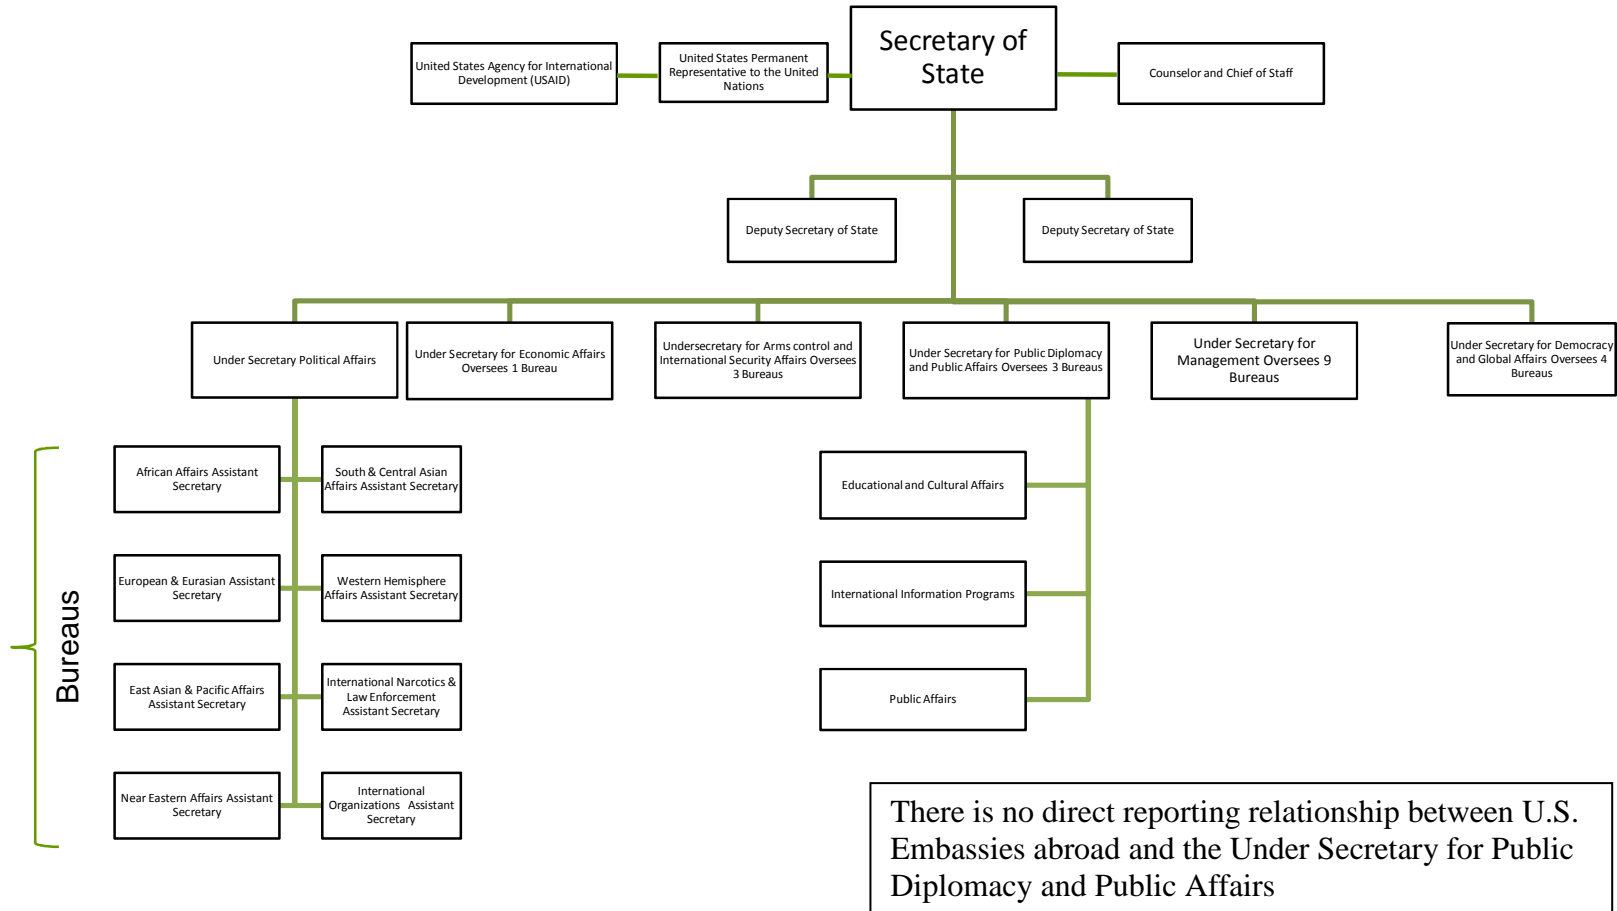 Secretary of
State
United States Agency for International
Development (USAID)
United States Permanent
Representative to the United
Nations
Counselor and Chief of Staff
Deputy Secretary of State
Deputy Secretary of State
Under Secretary Political Affairs
Under Secretary for Economic Affairs
Oversees 1 Bureau
Undersecretary for Arms control and
International Security Affairs Oversees
3 Bureaus
Under Secretary for Public Diplomacy
and Public Affairs Oversees 3 Bureaus
Under Secretary for
Management Oversees 9
Bureaus
Under Secretary for Democracy
and Global Affairs Oversees 4
Bureaus
Bureaus
African Affairs Assistant
Secretary
South & Central Asian
Affairs Assistant Secretary
European & Eurasian Assistant
Secretary
Western Hemisphere
Affairs Assistant Secretary
East Asian & Pacific Affairs
Assistant Secretary
International Narcotics &
Law Enforcement
Assistant Secretary
Near Eastern Affairs Assistant
Secretary
International
Organizations Assistant
Secretary
Educational and Cultural Affairs
International Information Programs
Public Affairs
There is no direct reporting relationship between U.S.
Embassies abroad and the Under Secretary for Public
Diplomacy and Public Affairs